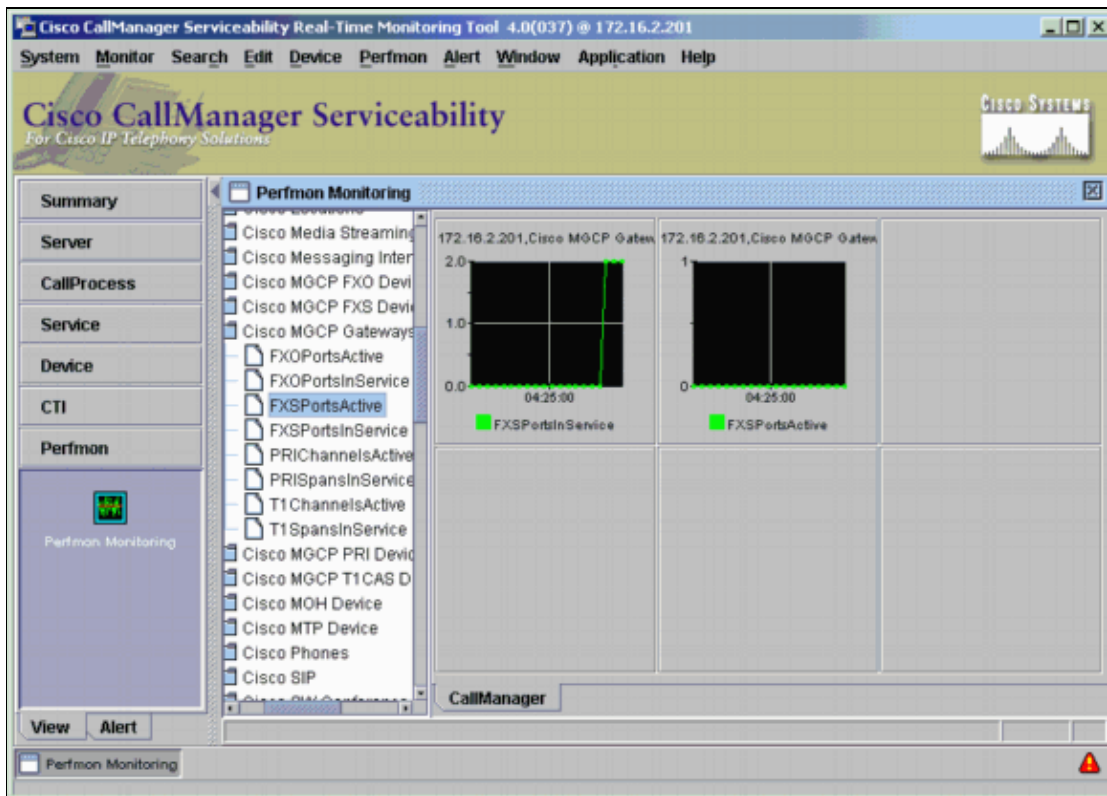 Cisco CallManager Serviceability Real-Time Monitoring Tool 4.0(037) @ 172.16.2.201
System Monitor Search Edit Device Perfmon Alert Window Application Help
Cisco CallManager Serviceability
For Cisco IP Telephony Solutions
CISCO SYSTEMS
Summary
Server
CallProcess
Service
Device
CTI
Perfmon
Perfmon Monitoring
View
Alert
Perfmon Monitoring
Cisco Locations
Cisco Media Streaming
Cisco Messaging Inter
Cisco MGCP FXO Devi
Cisco MGCP FXS Devi
Cisco MGCP Gateways
FXOPortsActive
FXOPortsInService
FXSPortsActive
FXSPortsInService
PRIChannelsActive
PRISpansInService
T1ChannelsActive
T1SpansInService
Cisco MGCP PRI Devic
Cisco MGCP T1CAS D
Cisco MOH Device
Cisco MTP Device
Cisco Phones
Cisco SIP
172.16.2.201,Cisco MGCP Gatew
2.0
1.0
0.0
04:25:00
FXSPortsInService
172.16.2.201,Cisco MGCP Gatew
1
0
04:25:00
FXSPortsActive
CallManager
Perfmon Monitoring